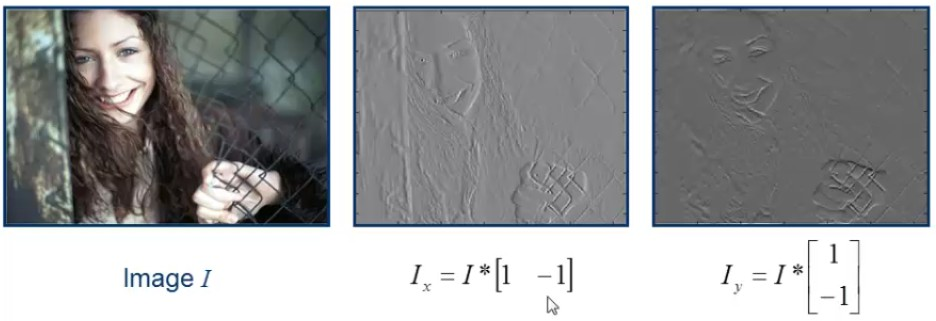 Image I
I_x = I * [1 -1]
I_y = I * [1
-1]